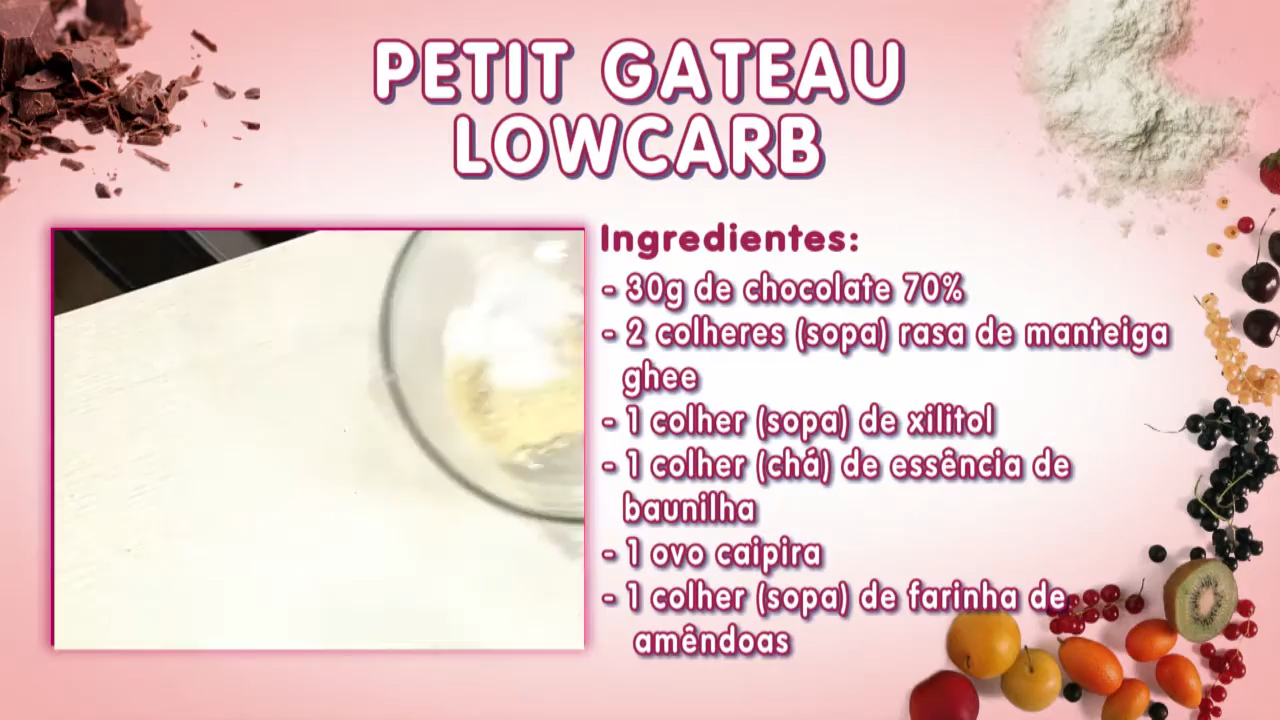 PETIT GATEAU
LOWCARB
Ingredientes:
- 30g de chocolate 70%
- 2 colheres (sopa) rasa de manteiga
ghee
- 1 colher (sopa) de xilitol
- 1 colher (chá) de essência de
baunilha
- 1 ovo caipira
- 1 colher (sopa) de farinha de
amêndoas